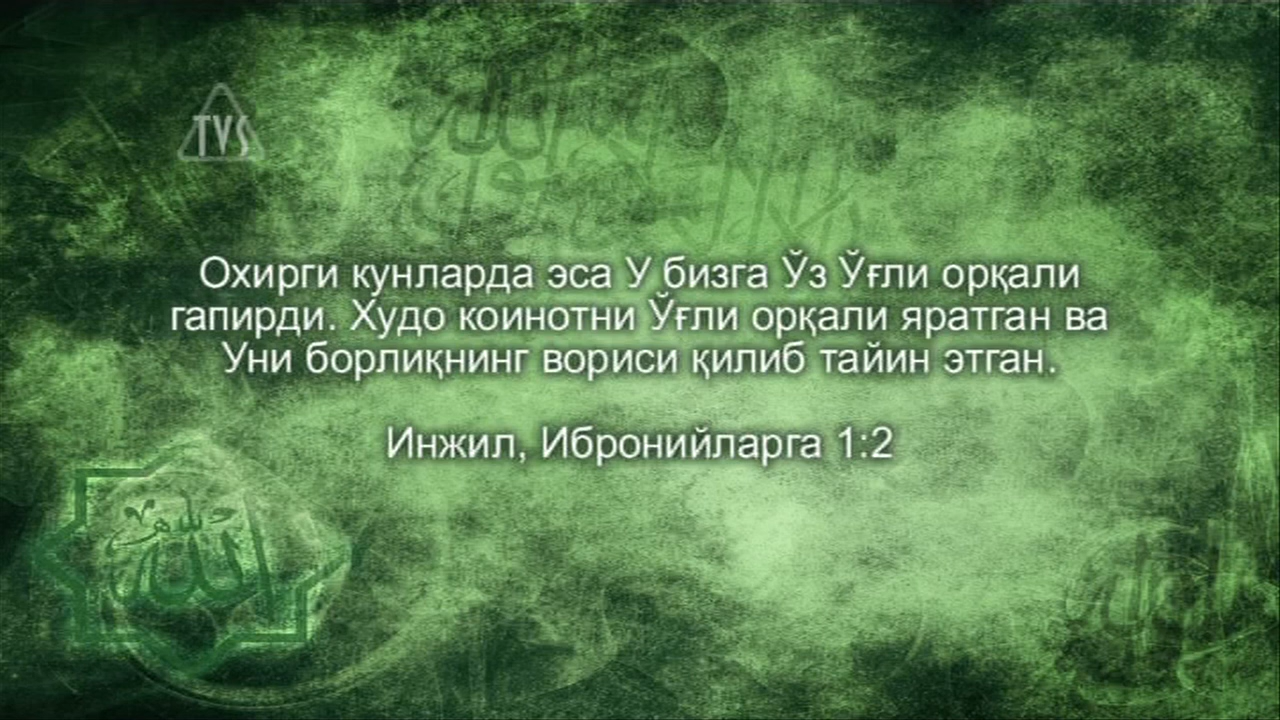 TVS
Охирги кунларда эса У бизга Ўз Ўғли орқали
гапирди. Худо коинотни Ўғли орқали яратган ва
Уни борлиқнинг вориси қилиб тайин этган.
Инжил, Ибронийларга 1:2
الله